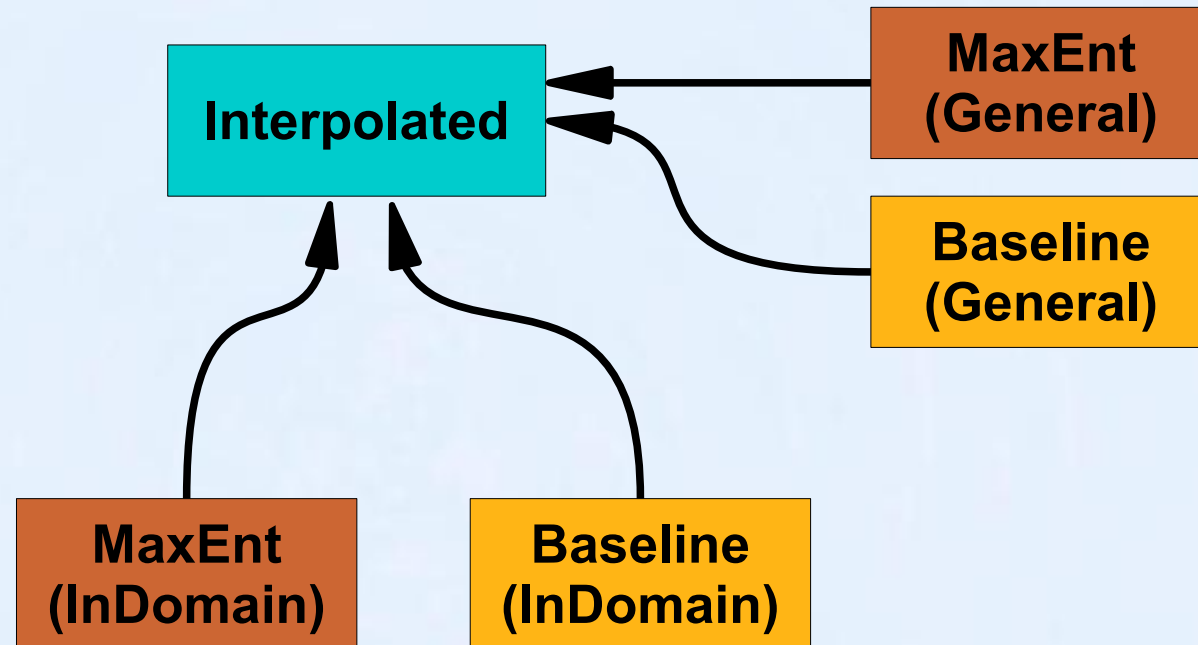 MaxEnt
(General)
Interpolated
Baseline
(General)
MaxEnt
(InDomain)
Baseline
(InDomain)